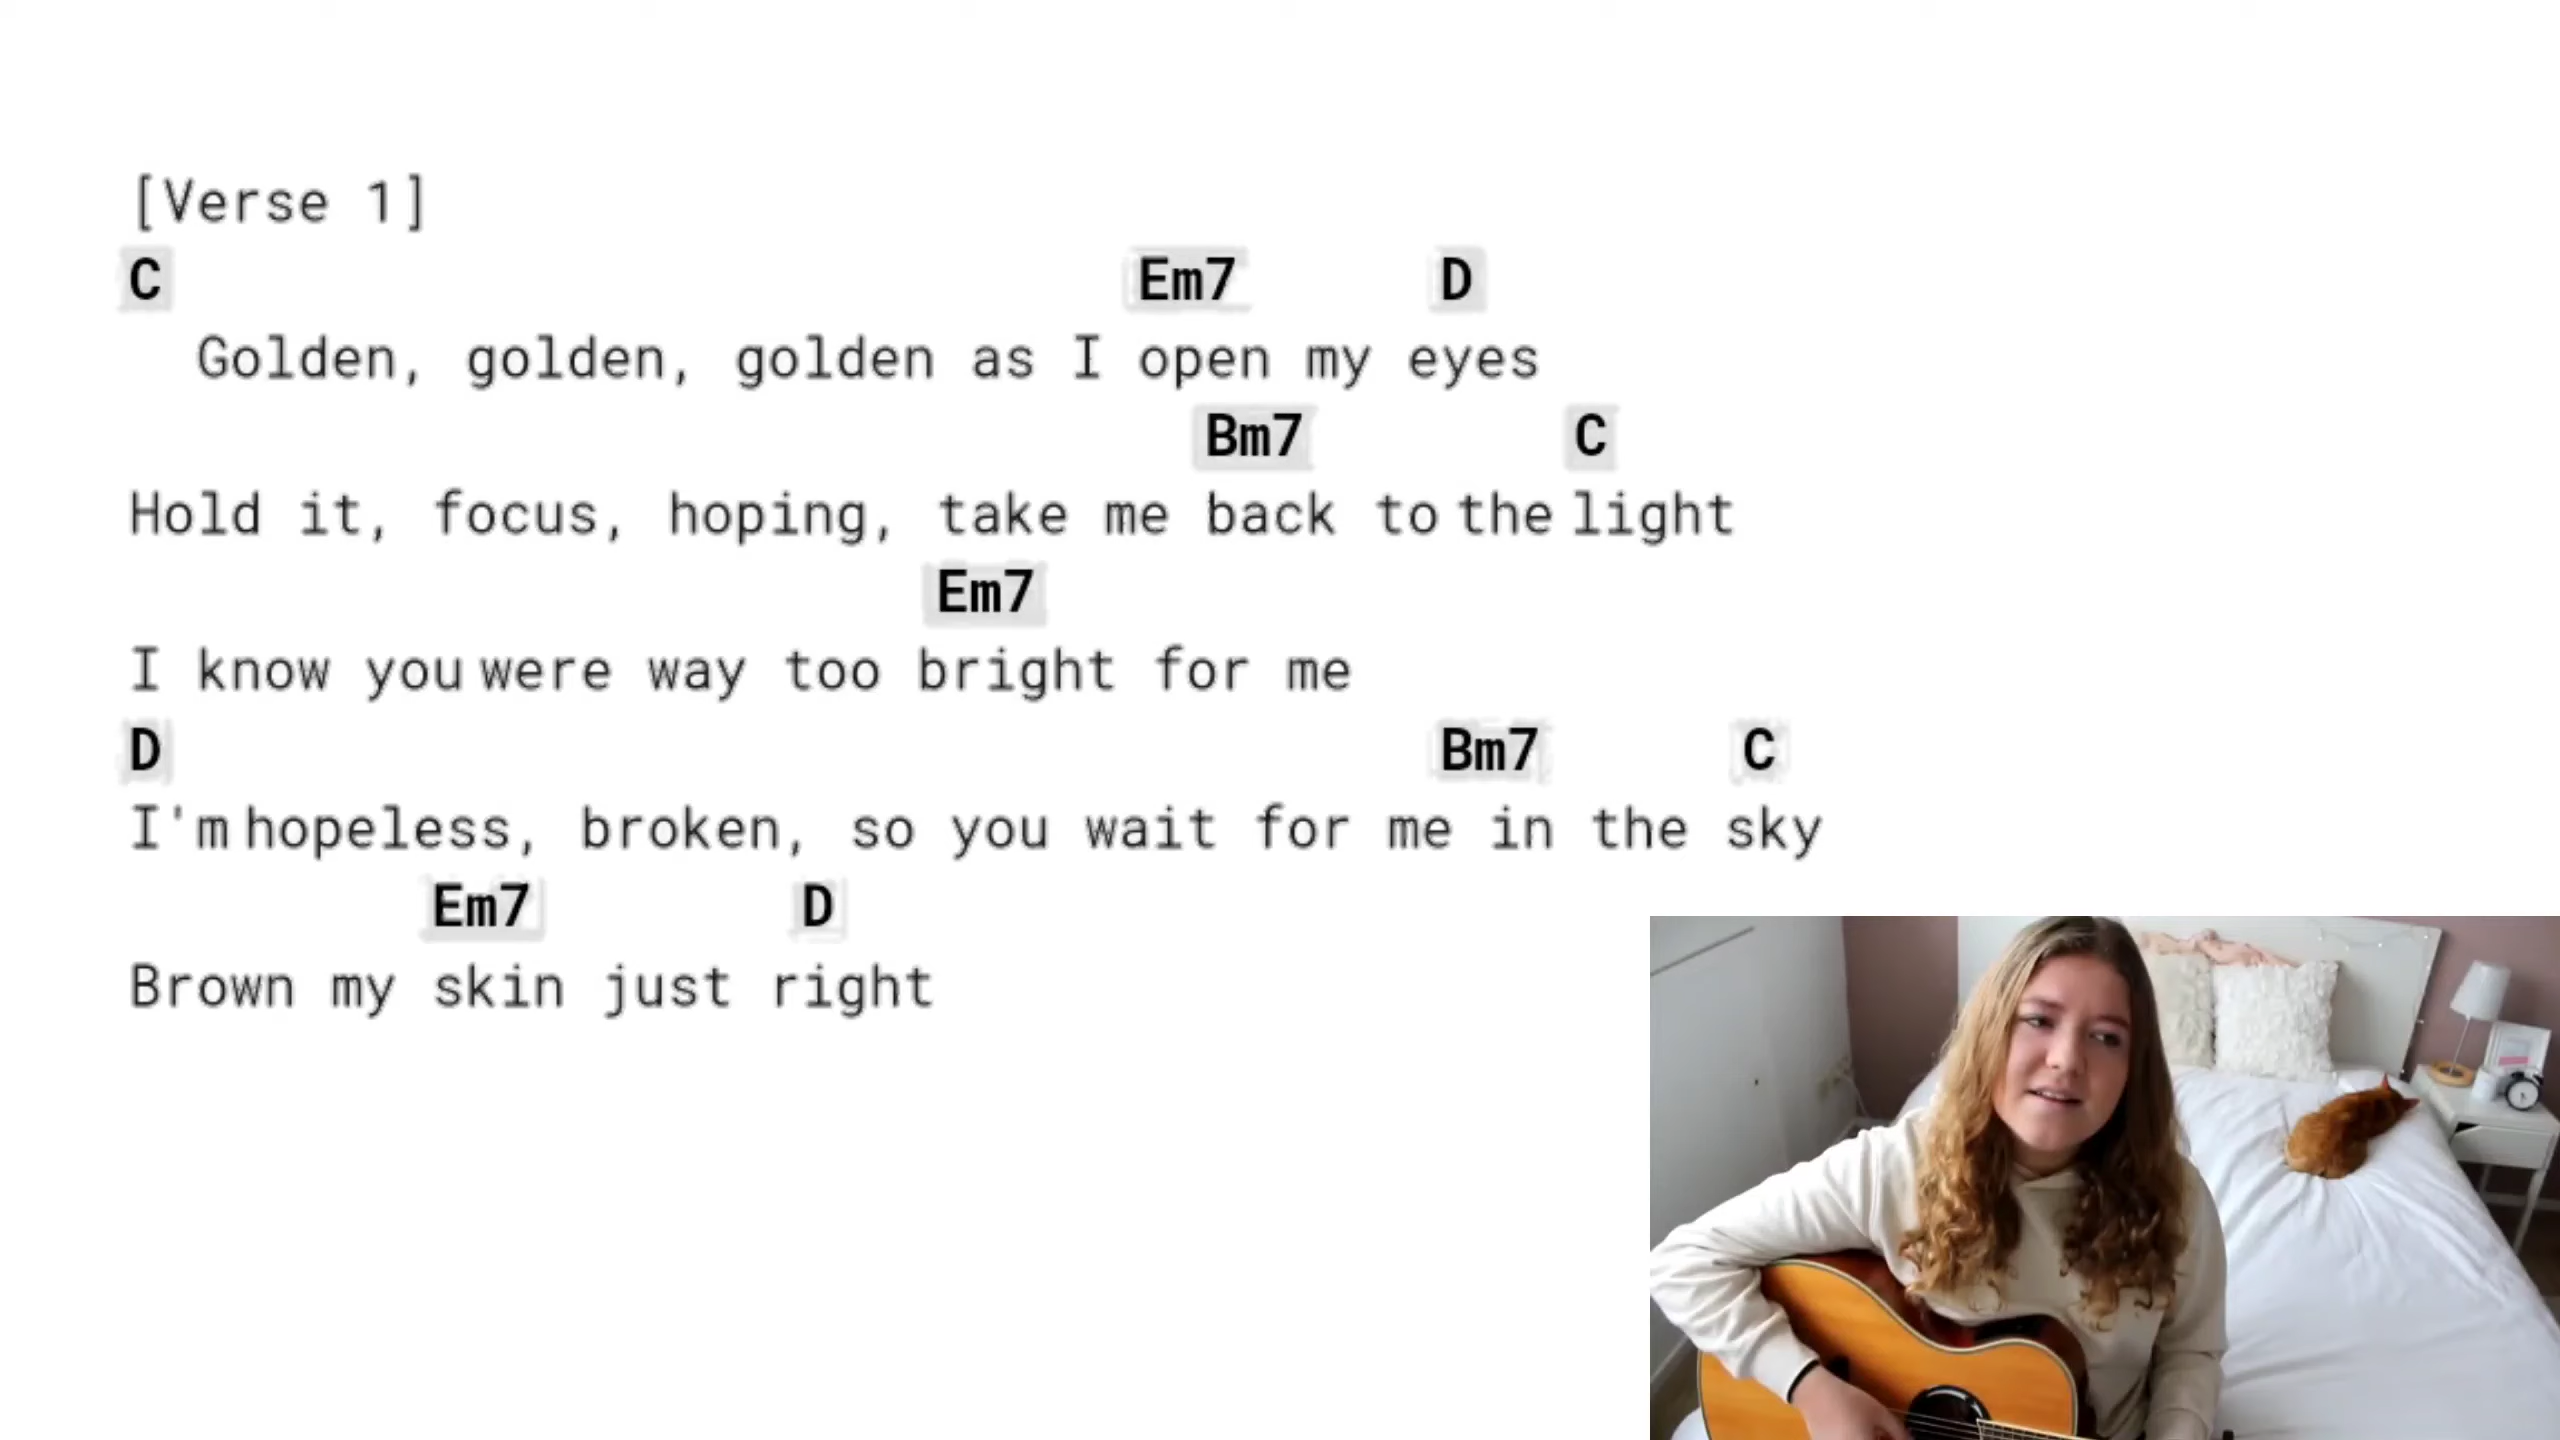 [Verse 1]
C Em7 D
Golden, golden, golden as I open my eyes
Bm7 C
Hold it, focus, hoping, take me back to the light
Em7
I know you were way too bright for me
D Bm7 C
I'm hopeless, broken, so you wait for me in the sky
Em7 D
Brown my skin just right